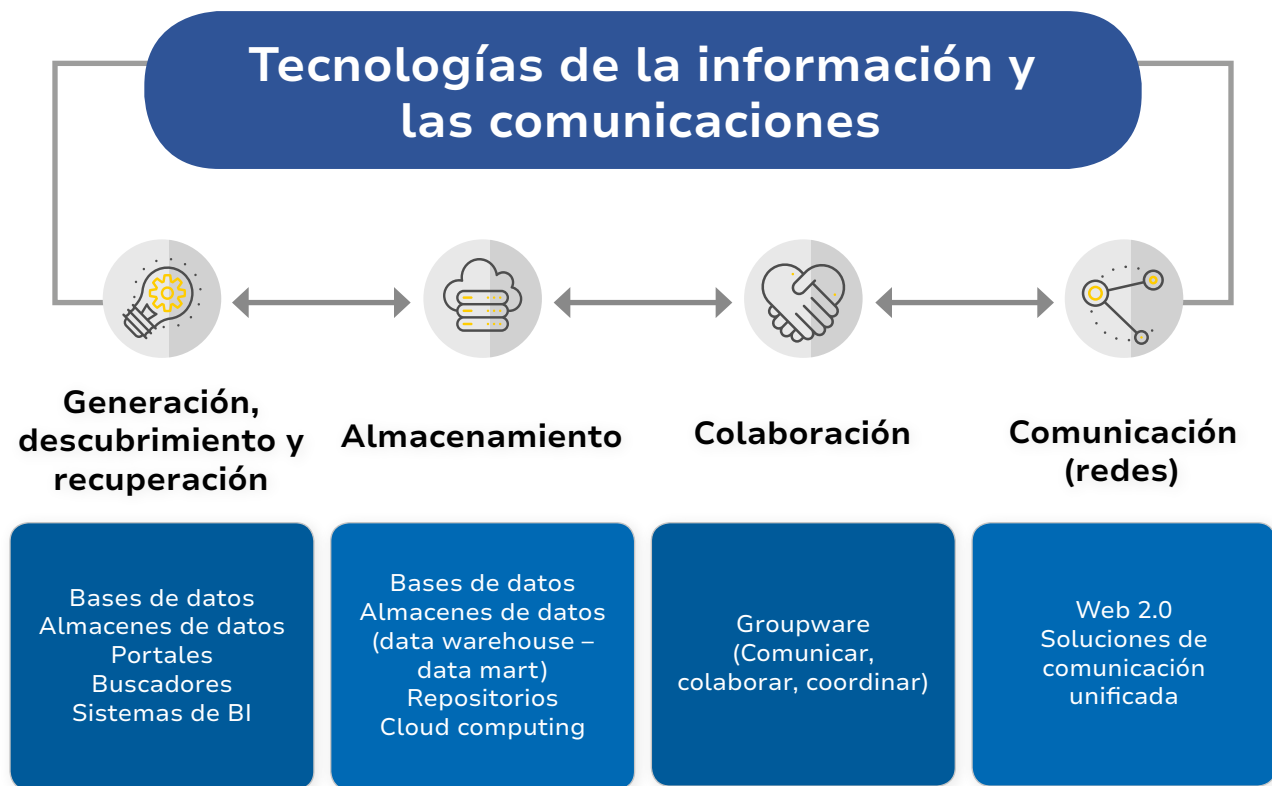 Tecnologías de la información y
las comunicaciones
Generación,
descubrimiento y
recuperación
Almacenamiento
Colaboración
Comunicación
(redes)
Bases de datos
Almacenes de datos
Portales
Buscadores
Sistemas de BI
Bases de datos
Almacenes de datos
(data warehouse –
data mart)
Repositorios
Cloud computing
Groupware
(Comunicar,
colaborar, coordinar)
Web 2.0
Soluciones de
comunicación
unificada